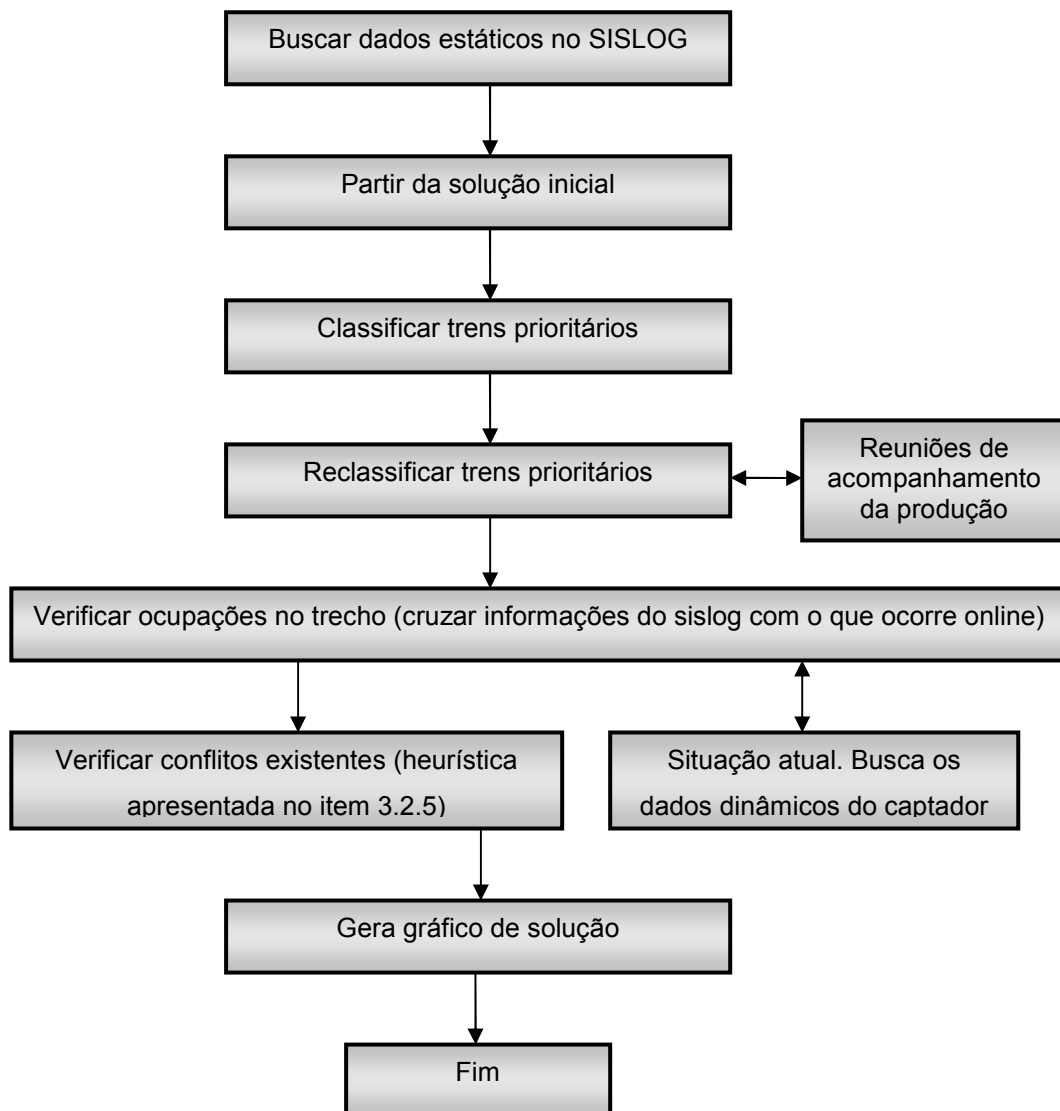 Buscar dados estáticos no SISLOG
Partir da solução inicial
Classificar trens prioritários
Reclassificar trens prioritários
Reuniões de
acompanhamento
da produção
Verificar ocupações no trecho (cruzar informações do sislog com o que ocorre online)
Verificar conflitos existentes (heurística
apresentada no item 3.2.5)
Situação atual. Busca os
dados dinâmicos do captador
Gera gráfico de solução
Fim